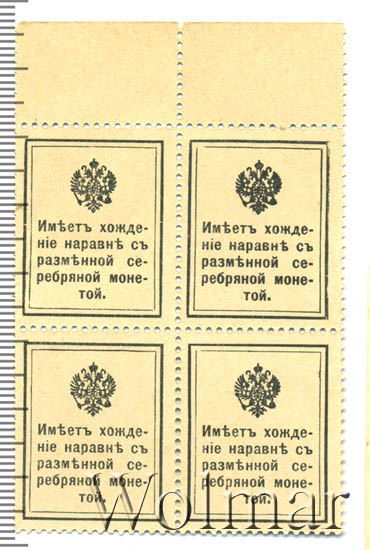 Имѣетъ хожде-
ніе наравнѣ съ
размѣнной се-
ребряной моне-
той.
Имѣетъ хожде-
ніе наравнѣ съ
размѣнной се-
ребряной моне-
той.
Имѣетъ хожде-
ніе наравнѣ съ
размѣнной се-
ребряной моне-
той.
Имѣетъ хожде-
ніе наравнѣ съ
размѣнной се-
ребряной моне-
той.
Wolmar